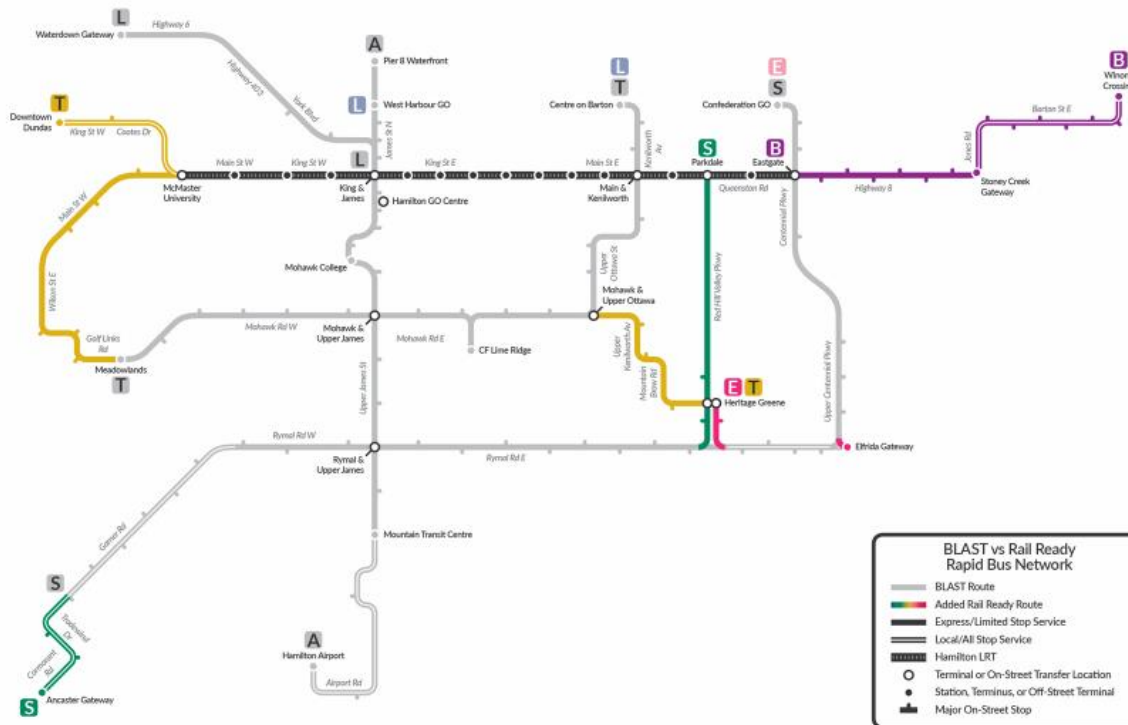 L
Waterdown Gateway
Highway 6
Highway 403
York Blvd
A
Pier 8 Waterfront
L
West Harbour GO
James St N
L
T
Centre on Barton
Kenilworth
Av
E
S
Confederation GO
B
Winona
Crossing
Barton St E
Jones Rd
T
Downtown
Dundas
King St W
Cootes Dr
McMaster
University
Main St W
King St W
L
King &
James
King St E
Main St E
Main &
Kenilworth
S
Parkdale
B
Eastgate
Queenston Rd
Highway 8
Stoney Creek
Gateway
Hamilton GO Centre
Main St W
Wilson St E
Golf Links
Rd
Meadowlands
T
Mohawk College
Mohawk Rd W
Mohawk &
Upper James
Mohawk Rd E
CF Lime Ridge
Upper
Ottawa St
Mohawk &
Upper Ottawa
Upper
Kenilworth Av
Mountain
Brow Rd
Red Hill Valley Pkwy
Centennial Pkwy
Upper Centennial Pkwy
E
T
Heritage Greene
Elfrida Gateway
Upper James St
Rymal Rd W
Rymal &
Upper James
Rymal Rd E
Garner Rd
Mountain Transit Centre
S
Tradewind
Dr
Cormount
Rd
S
Ancaster Gateway
A
Hamilton Airport
Airport Rd
BLAST vs Rail Ready
Rapid Bus Network
BLAST Route
Added Rail Ready Route
Express/Limited Stop Service
Local/All Stop Service
Hamilton LRT
Terminal or On-Street Transfer Location
Station, Terminus, or Off-Street Terminal
Major On-Street Stop